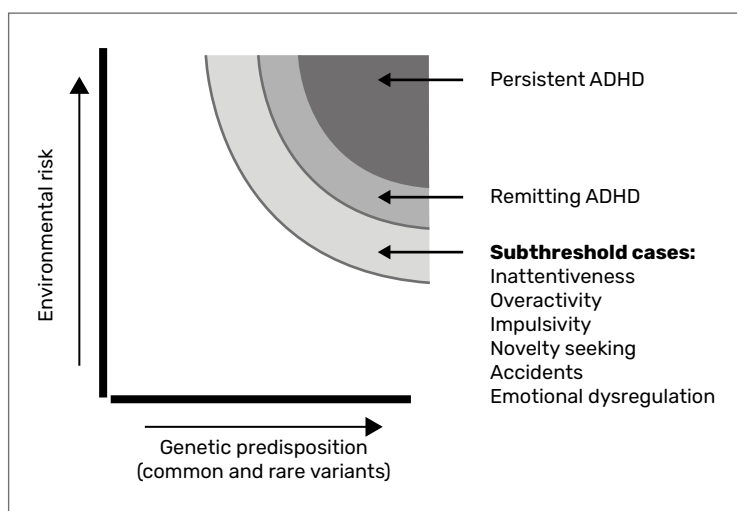 Persistent ADHD
Environmental risk
Remitting ADHD
Subthreshold cases:
Inattentiveness
Overactivity
Impulsivity
Novelty seeking
Accidents
Emotional dysregulation
Genetic predisposition
(common and rare variants)